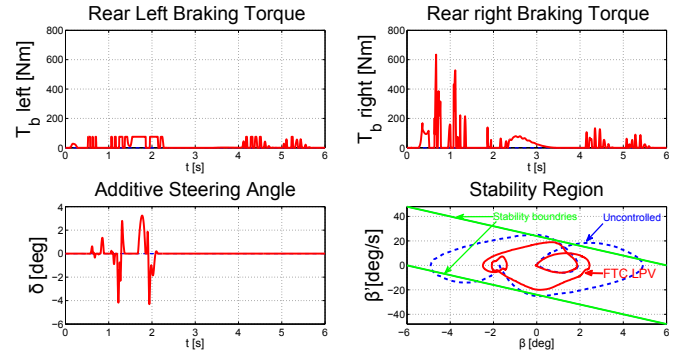 Rear Left Braking Torque
T_b left [Nm]
800
600
400
200
0
0 1 2 3 4 5 6
t [s]
Rear right Braking Torque
T_b right [Nm]
800
600
400
200
0
0 1 2 3 4 5 6
t [s]
Additive Steering Angle
δ [deg]
4
2
0
-2
-4
-6
0 1 2 3 4 5 6
t [s]
Stability Region
β'[deg/s]
40
20
0
-20
-40
Stability boundries
Uncontrolled
FTC LPV
-6 -4 -2 0 2 4 6
β [deg]